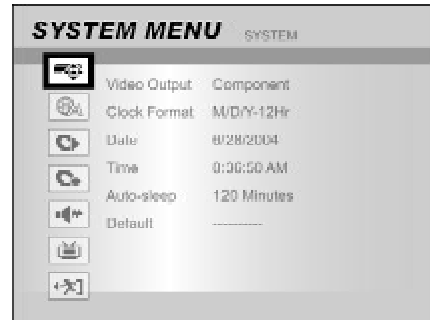 SYSTEM MENU SYSTEM
Video Output Component
Clock Format M/D/Y-12Hr
Date 6/28/2004
Time 0:36:50 AM
Auto-sleep 120 Minutes
Default ----------